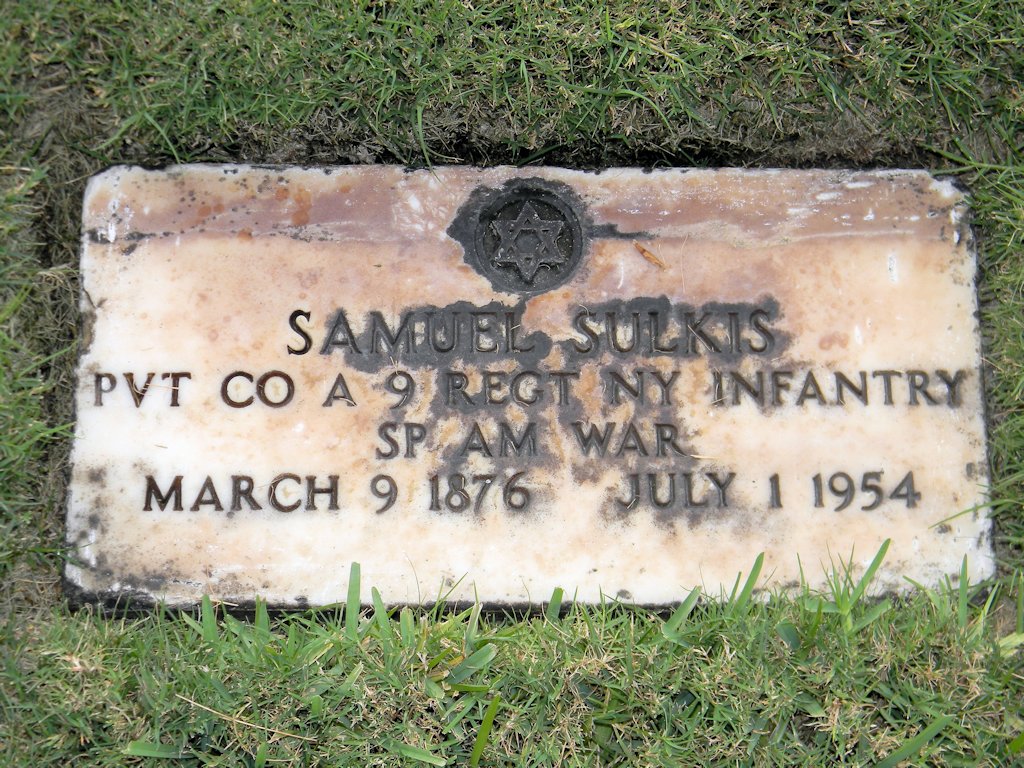 SAMUEL SULKIS
PVT CO A 9 REGT NY INFANTRY
SP AM WAR
MARCH 9 1876 JULY 1 1954